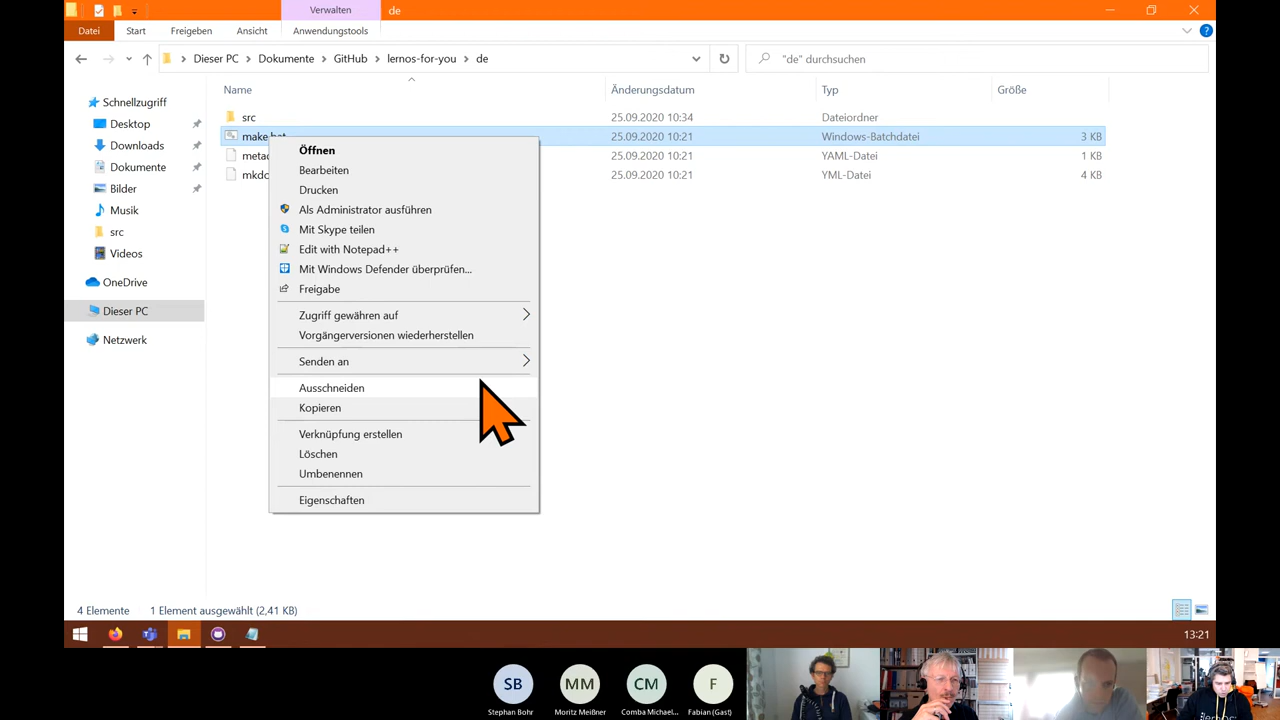 Verwalten
de
Datei
Start
Freigeben
Ansicht
Anwendungstools
Dieser PC
Dokumente
GitHub
lernos-for-you
de
"de" durchsuchen
Name
Änderungsdatum
Typ
Größe
Schnellzugriff
Desktop
Downloads
Dokumente
Bilder
Musik
src
Videos
OneDrive
Dieser PC
Netzwerk
src 25.09.2020 10:34 Dateiordner
make.bat 25.09.2020 10:21 Windows-Batchdatei 3 KB
25.09.2020 10:21 YAML-Datei 1 KB
25.09.2020 10:21 YML-Datei 4 KB
Öffnen
Bearbeiten
Drucken
Als Administrator ausführen
Mit Skype teilen
Edit with Notepad++
Mit Windows Defender überprüfen...
Freigabe
Zugriff gewähren auf
Vorgängerversionen wiederherstellen
Senden an
Ausschneiden
Kopieren
Verknüpfung erstellen
Löschen
Umbenennen
Eigenschaften
4 Elemente
1 Element ausgewählt (2,41 KB)
13:21
SB
MM
CM
F
Stephan Bohr
Moritz Meißner
Comba Michael...
Fabian (Gast)